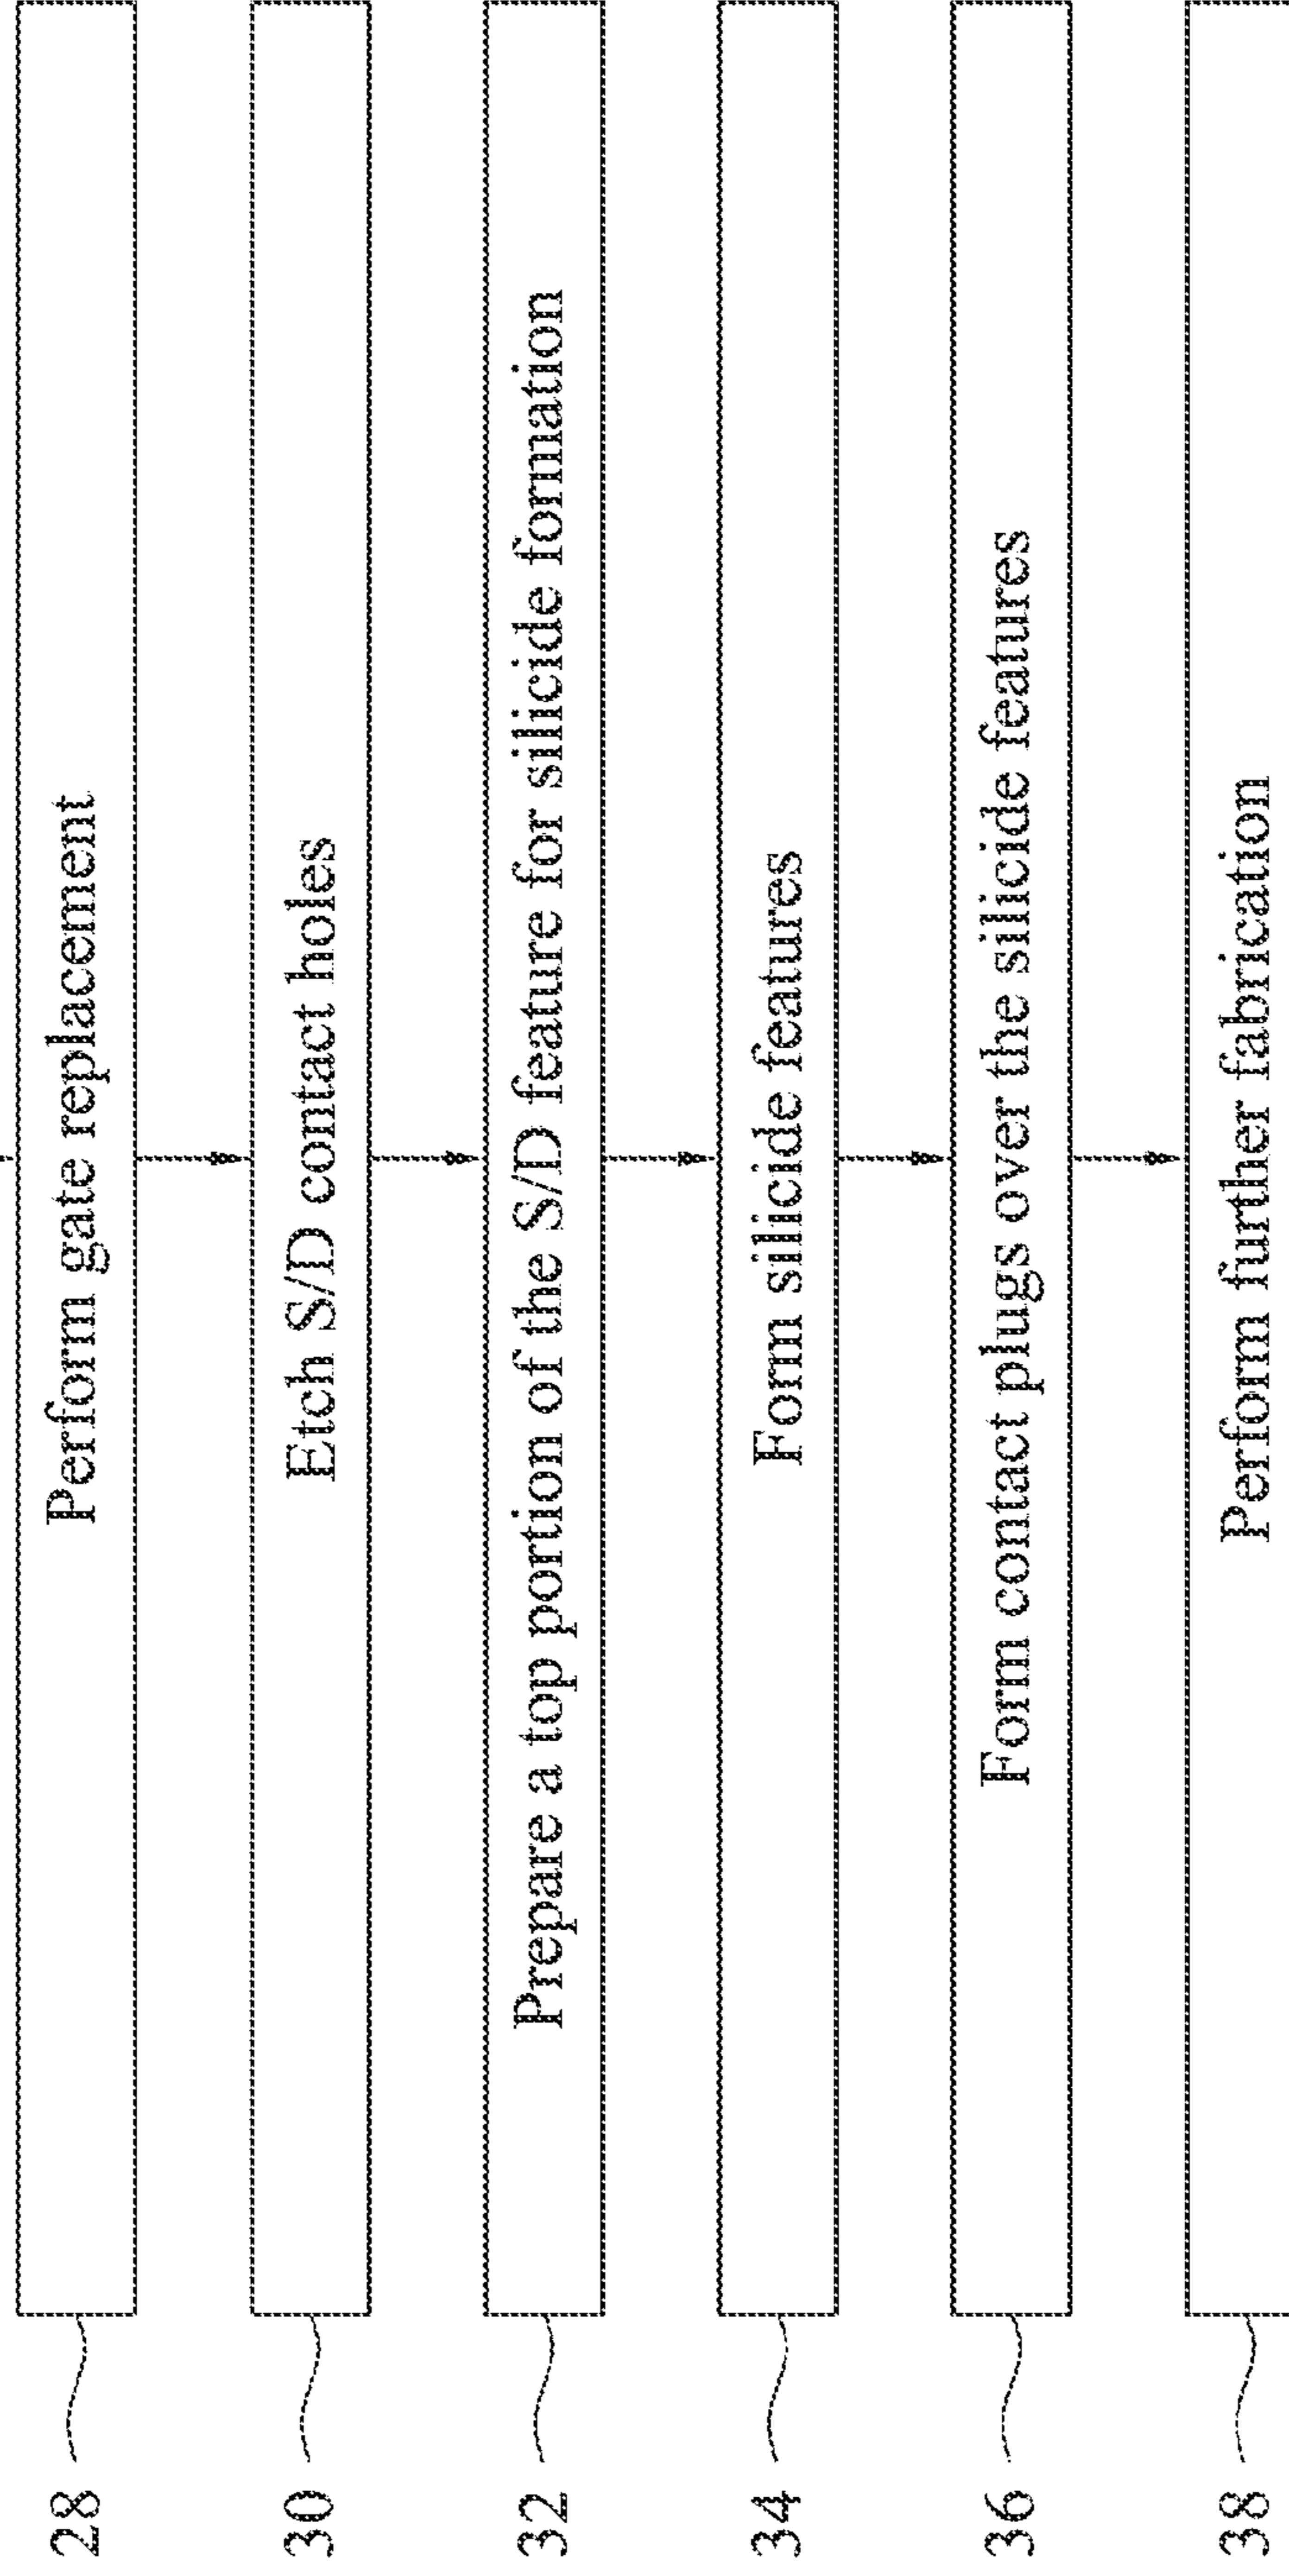 28 Perform gate replacement
30 Etch S/D contact holes
32 Prepare a top portion of the S/D feature for silicide formation
34 Form silicide features
36 Form contact plugs over the silicide features
38 Perform further fabrication